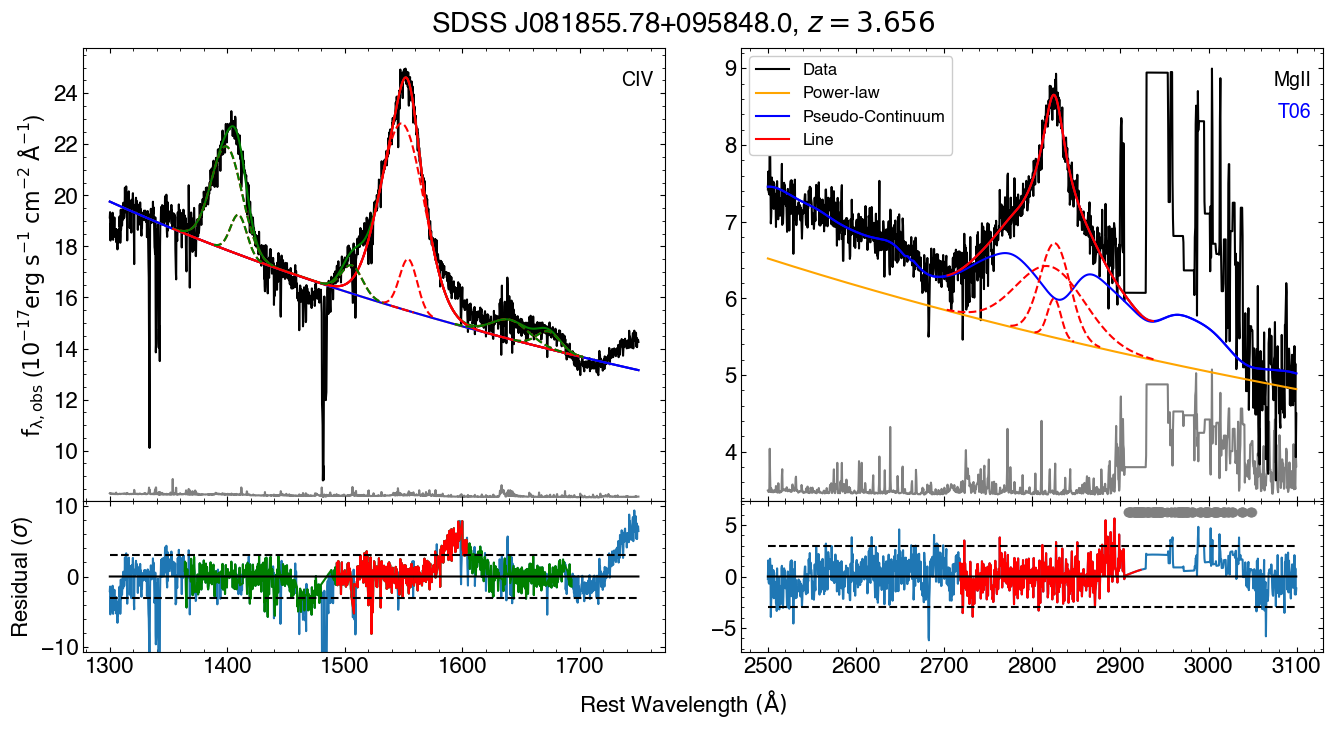 SDSS J081855.78+095848.0, z = 3.656
CIV
24
22
20
18
16
14
12
10
f_λ,obs (10⁻¹⁷erg s⁻¹ cm⁻² Å⁻¹)
10
0
−10
Residual (σ)
1300 1400 1500 1600 1700
Data
Power-law
Pseudo-Continuum
Line
MgII
T06
9
8
7
6
5
4
5
0
−5
2500 2600 2700 2800 2900 3000 3100
Rest Wavelength (Å)